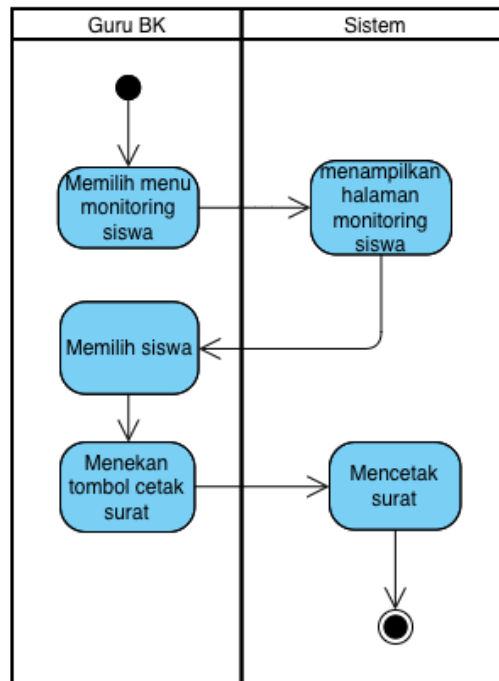 Guru BK
Sistem
Memilih menu
monitoring
siswa
menampilkan
halaman
monitoring
siswa
Memilih siswa
Menekan
tombol cetak
surat
Mencetak
surat